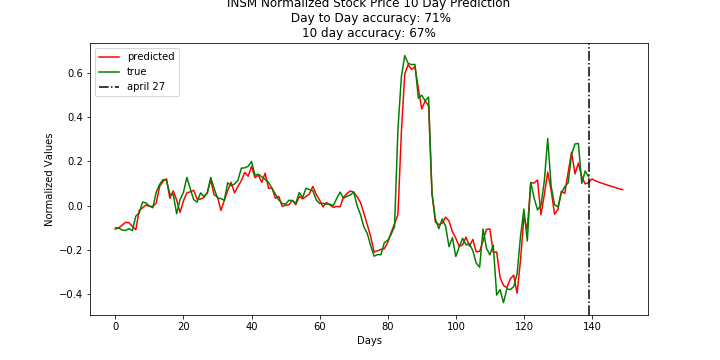 INSM Normalized Stock Price 10 Day Prediction
Day to Day accuracy: 71%
10 day accuracy: 67%
predicted
true
april 27
Normalized Values
0.6
0.4
0.2
0.0
−0.2
−0.4
0 20 40 60 80 100 120 140
Days